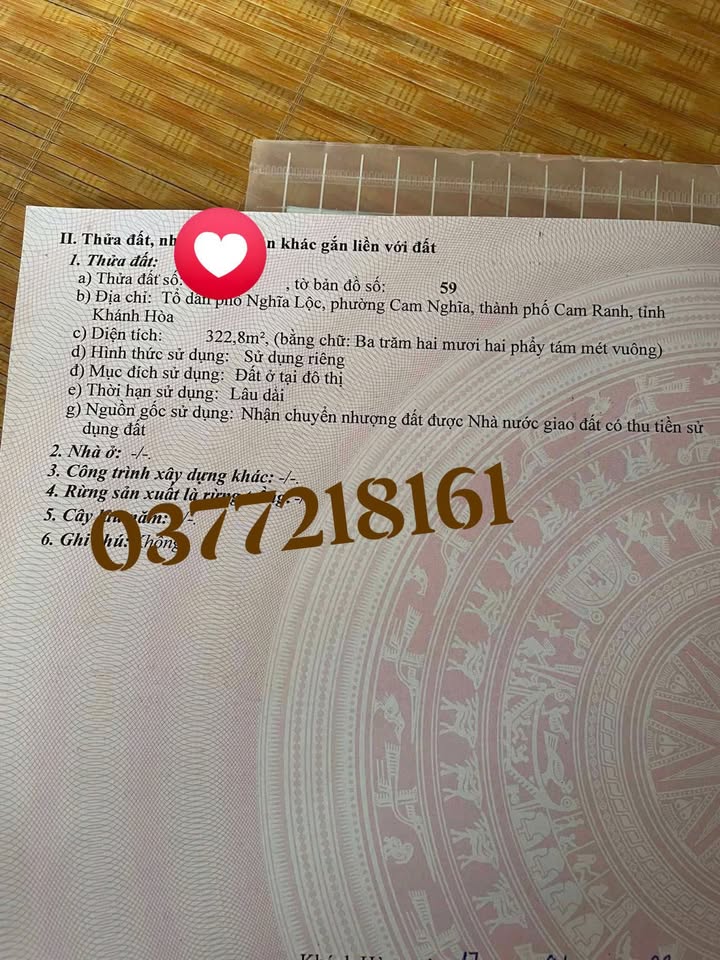 II. Thửa đất, nh n khác gắn liền với đất
1. Thửa đất:
a) Thửa đất số: , tờ bản đồ số: 59
b) Địa chỉ: Tổ dân phố Nghĩa Lộc, phường Cam Nghĩa, thành phố Cam Ranh, tỉnh
Khánh Hòa
c) Diện tích: 322,8m², (bằng chữ: Ba trăm hai mươi hai phẩy tám mét vuông)
d) Hình thức sử dụng: Sử dụng riêng
đ) Mục đích sử dụng: Đất ở tại đô thị
e) Thời hạn sử dụng: Lâu dài
g) Nguồn gốc sử dụng: Nhận chuyển nhượng đất được Nhà nước giao đất có thu tiền sử
dụng đất
2. Nhà ở: -/-.
3. Công trình xây dựng khác: -/-.
4. Rừng sản xuất là rừng
5. Cây năm: -/-
6. Ghi chú: Không
0377218161
17